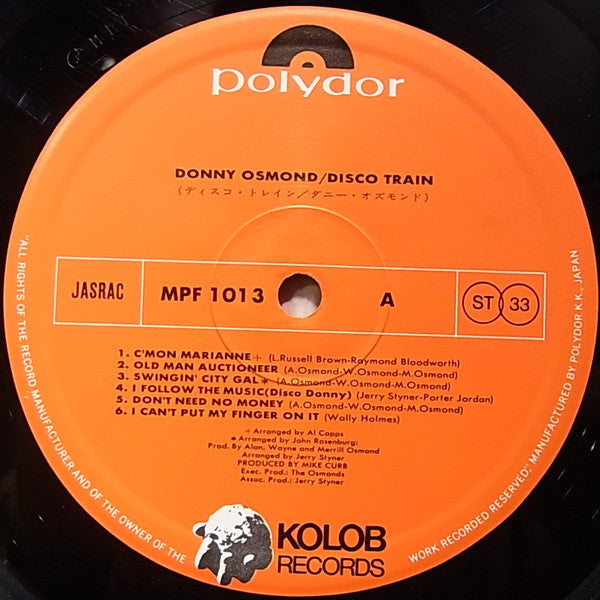 polydor
DONNY OSMOND/DISCO TRAIN
(ディスコ・トレイン/ダニー・オズモンド)
JASRAC
MPF 1013
A
ST 33
1. C'MON MARIANNE+ (L.Russell Brown-Raymond Bloodworth)
2. OLD MAN AUCTIONEER (A.Osmond-W.Osmond-M.Osmond)
3. SWINGIN' CITY GAL* (A.Osmond-W.Osmond-M.Osmond)
4. I FOLLOW THE MUSIC(Disco Donny) (Jerry Styner-Porter Jordan)
5. DON'T NEED NO MONEY (A.Osmond-W.Osmond-M.Osmond)
6. I CAN'T PUT MY FINGER ON IT (Wally Holmes)
+ Arranged by Al Capps
* Arranged by John Rosenburg:
Prod. By Alan, Wayne and Merrill Osmond
Arranged by Jerry Styner
PRODUCED BY MIKE CURB
Exec. Prod.: The Osmonds
Assoc. Prod.: Jerry Styner
KOLOB
RECORDS
"ALL RIGHTS OF THE RECORD MANUFACTURER AND OF THE OWNER OF THE WORK RECORDED RESERVED" MANUFACTURED BY POLYDOR K.K., JAPAN